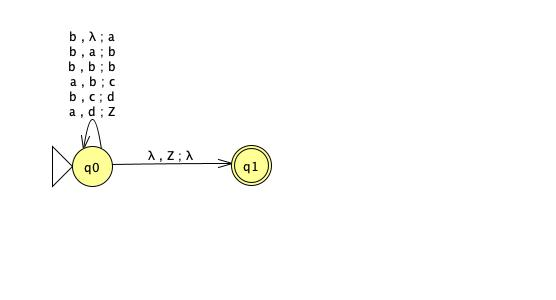 b , λ ; a
b , a ; b
b , b ; b
a , b ; c
b , c ; d
a , d ; Z
λ , Z ; λ
q0
q1